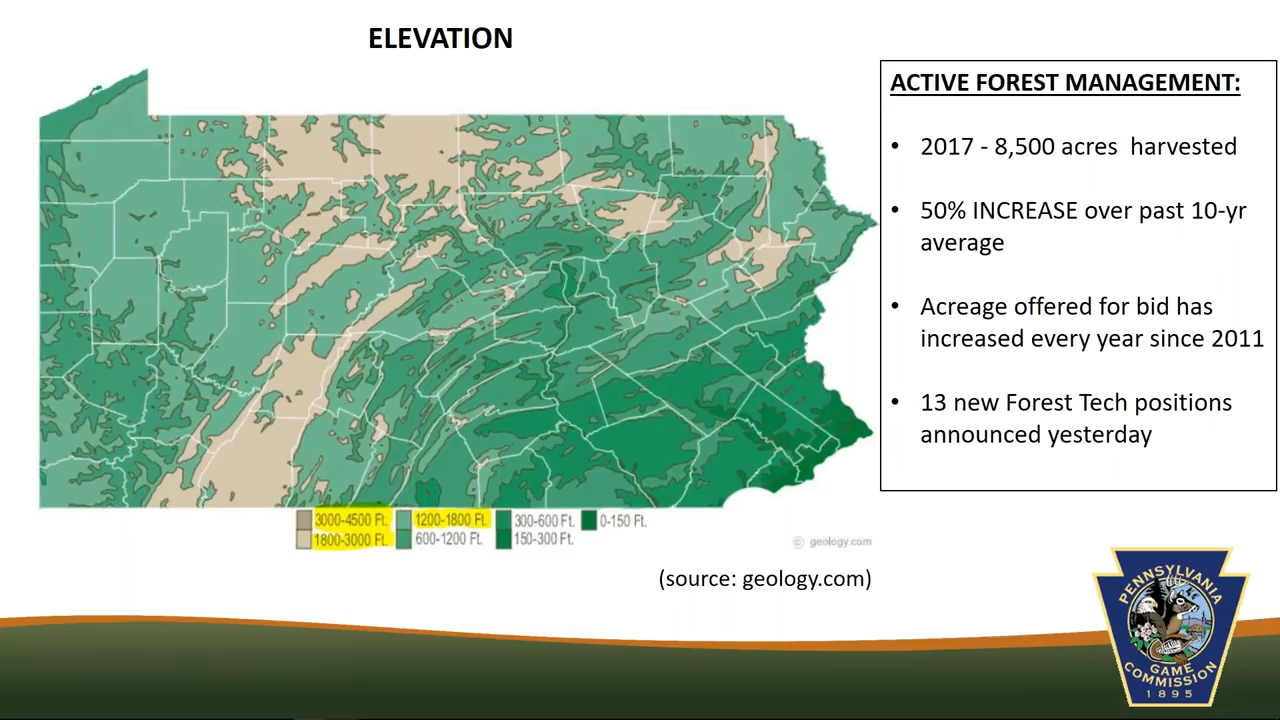 ELEVATION
ACTIVE FOREST MANAGEMENT:
• 2017 - 8,500 acres harvested
• 50% INCREASE over past 10-yr
average
• Acreage offered for bid has
increased every year since 2011
• 13 new Forest Tech positions
announced yesterday
3000-4500 Ft. 1200-1800 Ft. 300-600 Ft. 0-150 Ft.
1800-3000 Ft. 600-1200 Ft. 150-300 Ft.
© geology.com
(source: geology.com)
PENNSYLVANIA
GAME
COMMISSION
1895